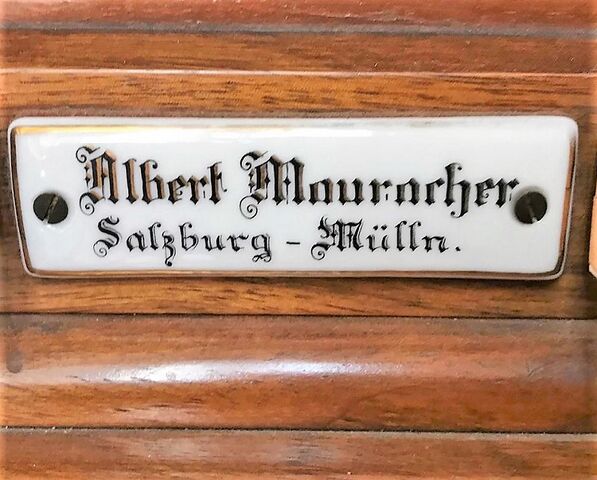 Albert Mauracher
Salzburg - Mülln.